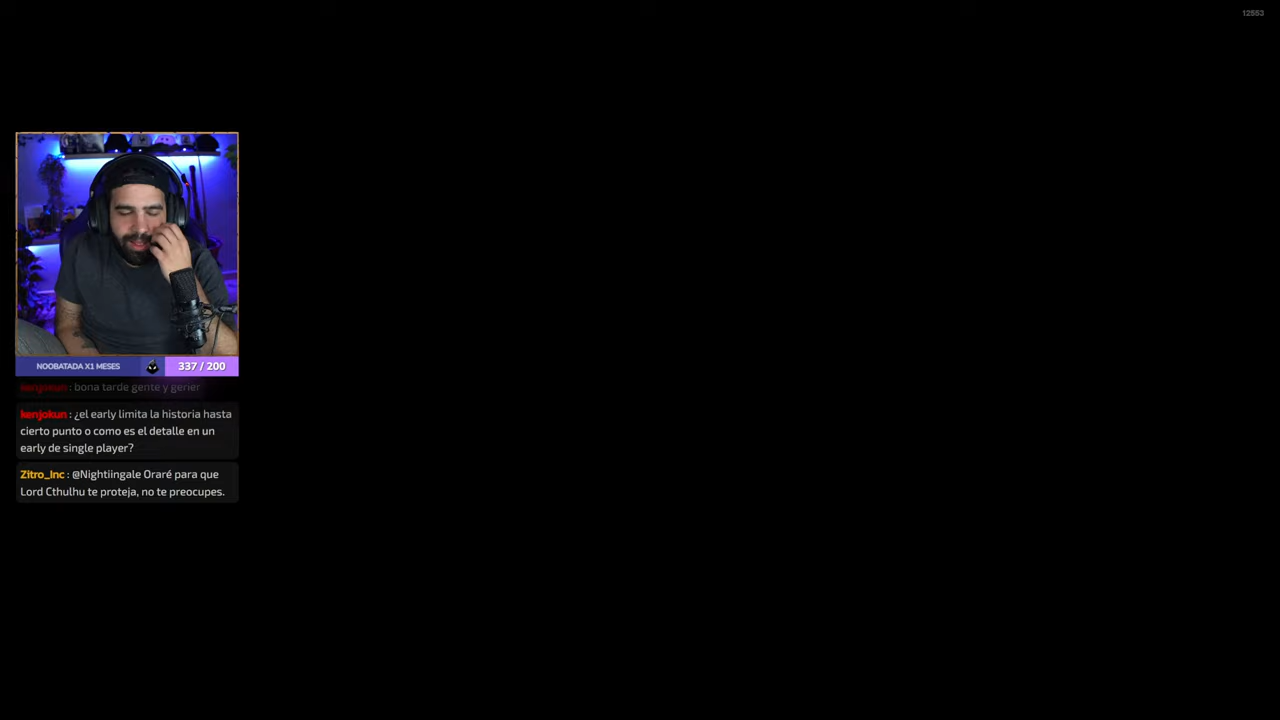 12553
NOOBATADA X1 MESES
337 / 200
kenjokun : bona tarde gente y gerier
kenjokun : ¿el early limita la historia hasta
cierto punto o como es el detalle en un
early de single player?
Zitro_Inc : @Nightiingale Oraré para que
Lord Cthulhu te proteja, no te preocupes.